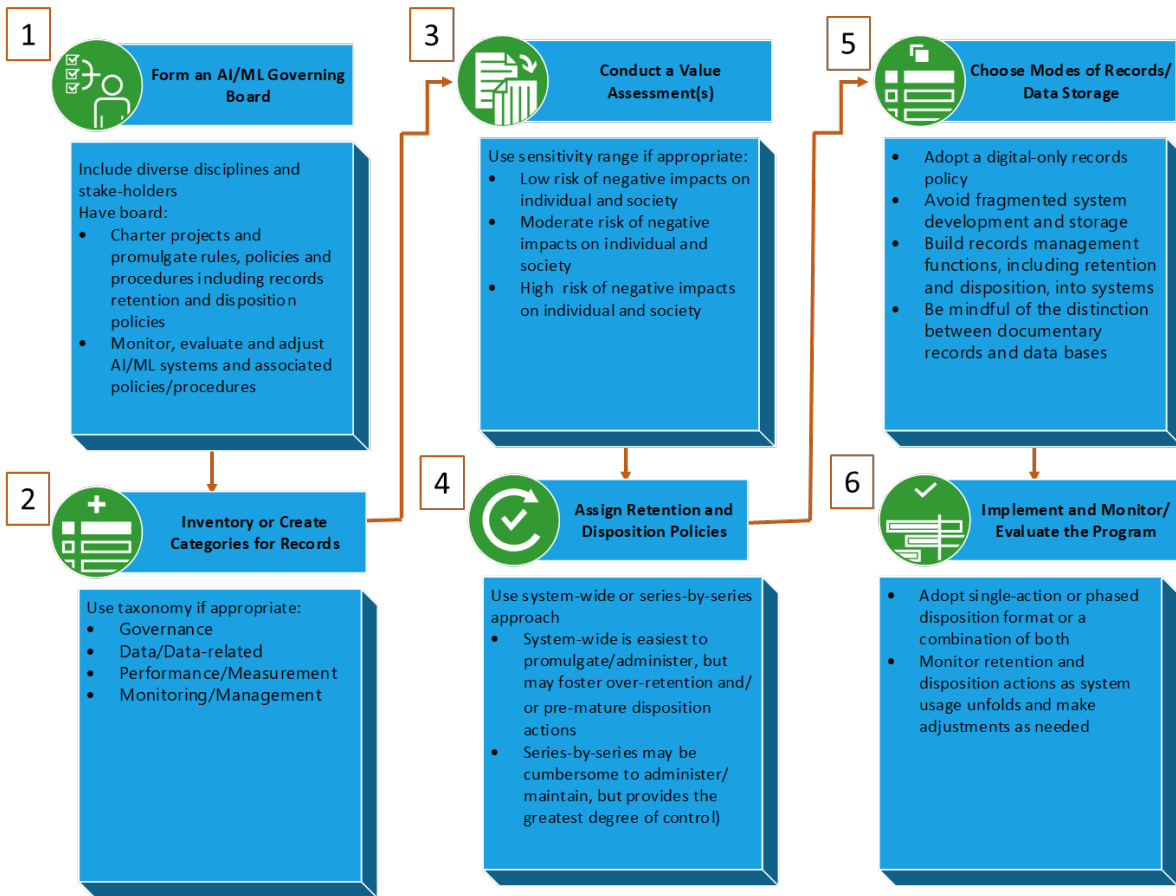 1
Form an AI/ML Governing
Board
Include diverse disciplines and
stake-holders
Have board:
• Charter projects and
promulgate rules, policies and
procedures including records
retention and disposition
policies
• Monitor, evaluate and adjust
AI/ML systems and associated
policies/procedures
2
Inventory or Create
Categories for Records
Use taxonomy if appropriate:
• Governance
• Data/Data-related
• Performance/Measurement
• Monitoring/Management
3
Conduct a Value
Assessment(s)
Use sensitivity range if appropriate:
• Low risk of negative impacts on
individual and society
• Moderate risk of negative
impacts on individual and
society
• High risk of negative impacts
on individual and society
4
Assign Retention and
Disposition Policies
Use system-wide or series-by-series
approach
• System-wide is easiest to
promulgate/administer, but
may foster over-retention and/
or pre-mature disposition
actions
• Series-by-series may be
cumbersome to administer/
maintain, but provides the
greatest degree of control)
5
Choose Modes of Records/
Data Storage
• Adopt a digital-only records
policy
• Avoid fragmented system
development and storage
• Build records management
functions, including retention
and disposition, into systems
• Be mindful of the distinction
between documentary
records and data bases
6
Implement and Monitor/
Evaluate the Program
• Adopt single-action or phased
disposition format or a
combination of both
• Monitor retention and
disposition actions as system
usage unfolds and make
adjustments as needed